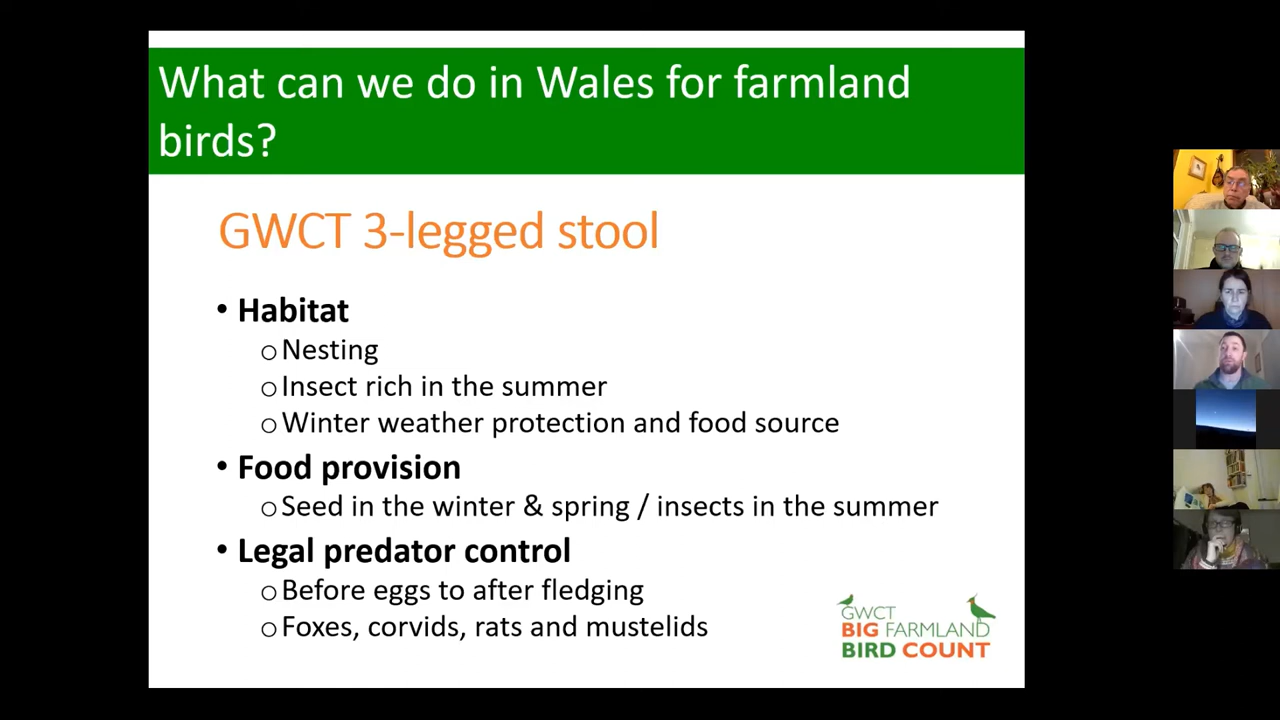 What can we do in Wales for farmland
birds?
GWCT 3-legged stool
• Habitat
o Nesting
o Insect rich in the summer
o Winter weather protection and food source
• Food provision
o Seed in the winter & spring / insects in the summer
• Legal predator control
o Before eggs to after fledging
o Foxes, corvids, rats and mustelids
GWCT
BIG FARMLAND
BIRD COUNT